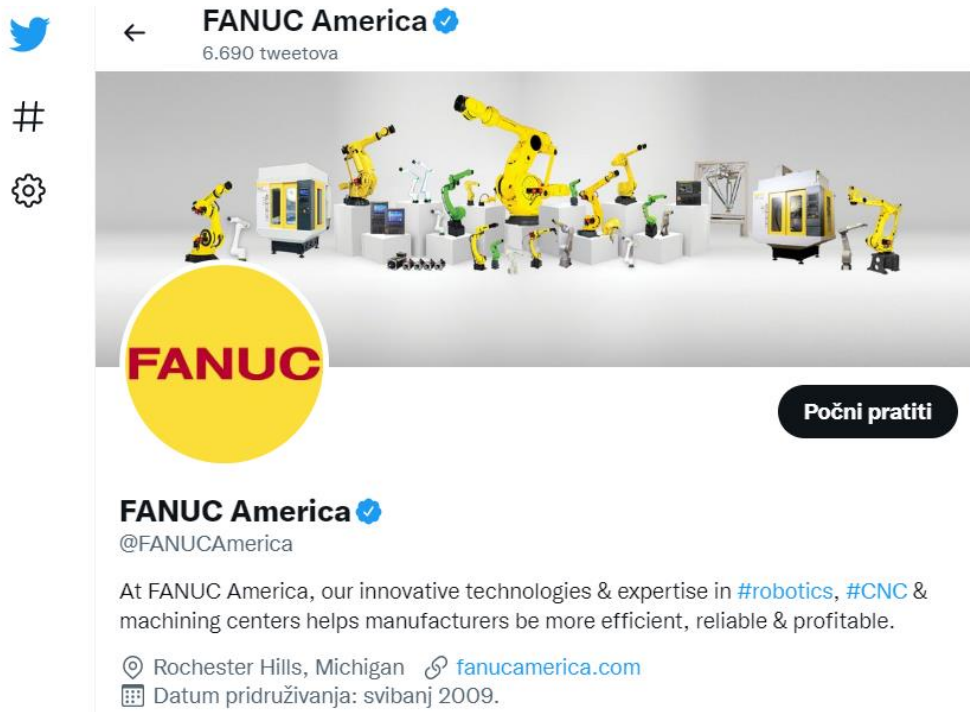 FANUC America
6.690 tweetova
FANUC
Počni pratiti
FANUC America
@FANUCAmerica
At FANUC America, our innovative technologies & expertise in #robotics, #CNC &
machining centers helps manufacturers be more efficient, reliable & profitable.
Rochester Hills, Michigan fanucamerica.com
Datum pridruživanja: svibanj 2009.